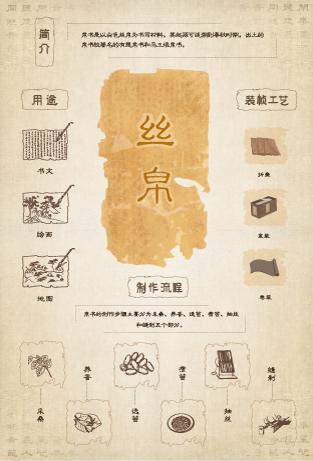 简介
帛书是以白色丝帛为书写材料，其起源可追溯到春秋时期。出土的
帛书较著名的有楚帛书和马王堆帛书。
用途
装帧工艺
书文
绘画
地图
丝帛
折叠
盒装
卷装
制作流程
帛书的制作步骤主要分为采桑、养蚕、选茧、煮茧、抽丝
和缝制五个部分。
采桑
养蚕
选茧
煮茧
抽丝
缝制